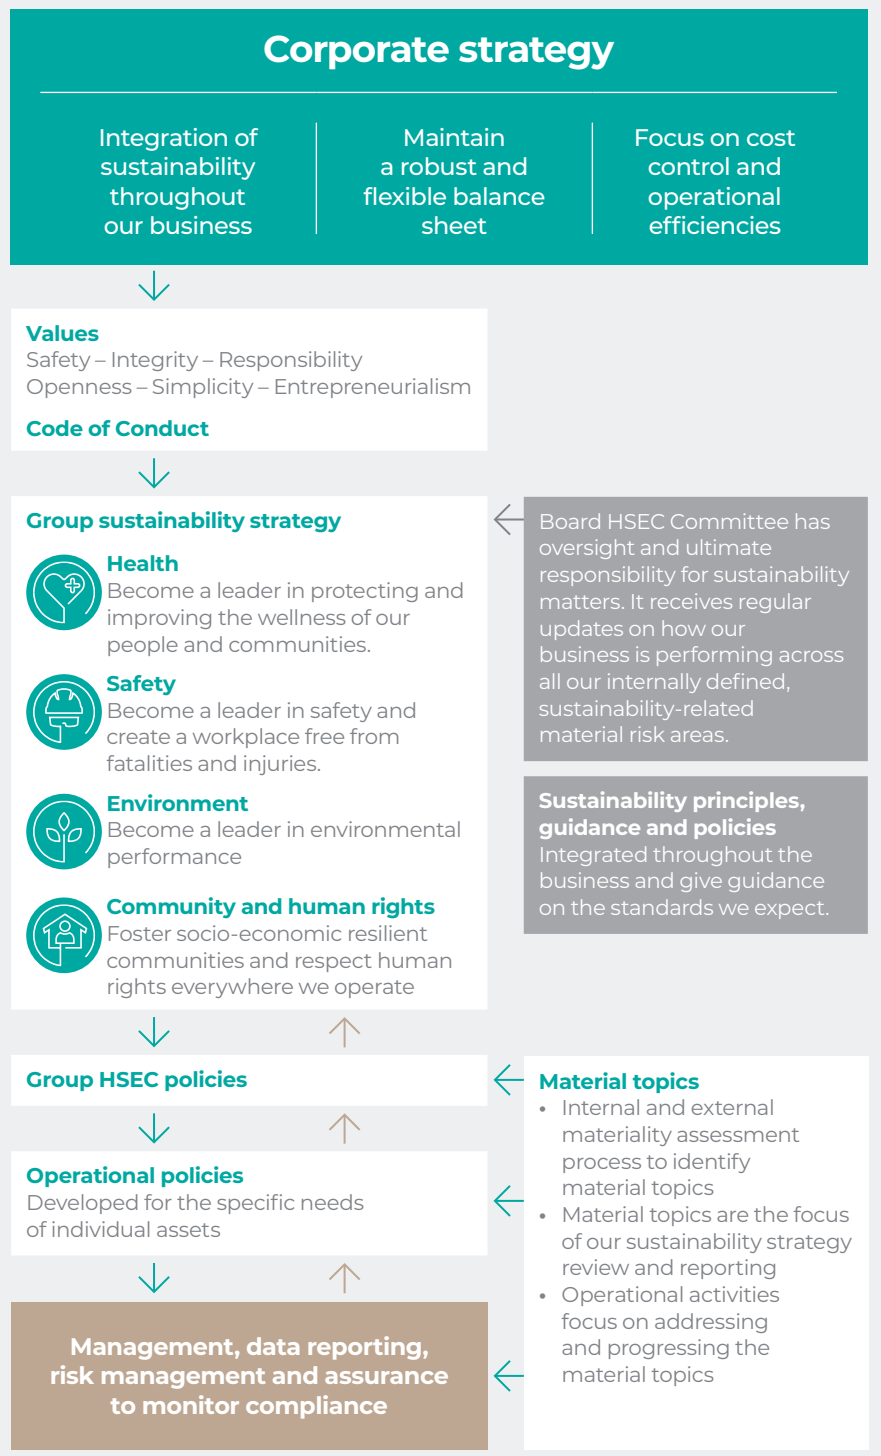 Corporate strategy
Integration of
sustainability
throughout
our business
Maintain
a robust and
flexible balance
sheet
Focus on cost
control and
operational
efficiencies
Values
Safety – Integrity – Responsibility
Openness – Simplicity – Entrepreneurialism
Code of Conduct
Group sustainability strategy
Health
Become a leader in protecting and
improving the wellness of our
people and communities.
Safety
Become a leader in safety and
create a workplace free from
fatalities and injuries.
Environment
Become a leader in environmental
performance
Community and human rights
Foster socio-economic resilient
communities and respect human
rights everywhere we operate
Board HSEC Committee has
oversight and ultimate
responsibility for sustainability
matters. It receives regular
updates on how our
business is performing across
all our internally defined,
sustainability-related
material risk areas.
Sustainability principles,
guidance and policies
Integrated throughout the
business and give guidance
on the standards we expect.
Group HSEC policies
Operational policies
Developed for the specific needs
of individual assets
Management, data reporting,
risk management and assurance
to monitor compliance
Material topics
• Internal and external
materiality assessment
process to identify
material topics
• Material topics are the focus
of our sustainability strategy
review and reporting
• Operational activities
focus on addressing
and progressing the
material topics